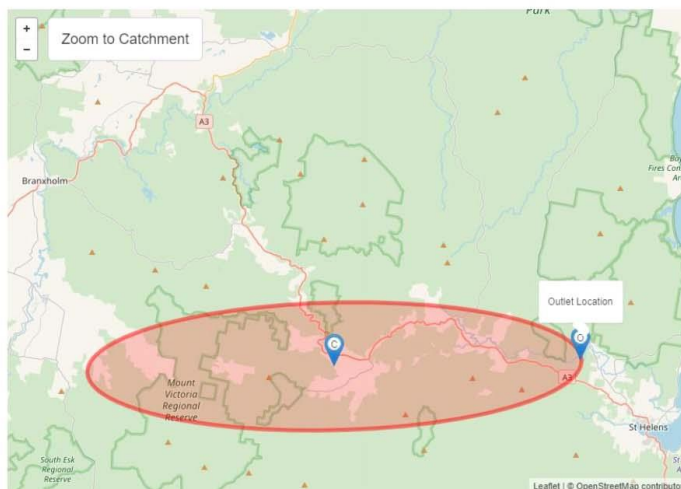 Park
+
Zoom to Catchment
−
A3
Branxholm
Outlet Location
C
O
Mount
Victoria
Regional
Reserve
A3
St Helens
South Esk
Regional
Reserve
Leaflet | © OpenStreetMap contributor